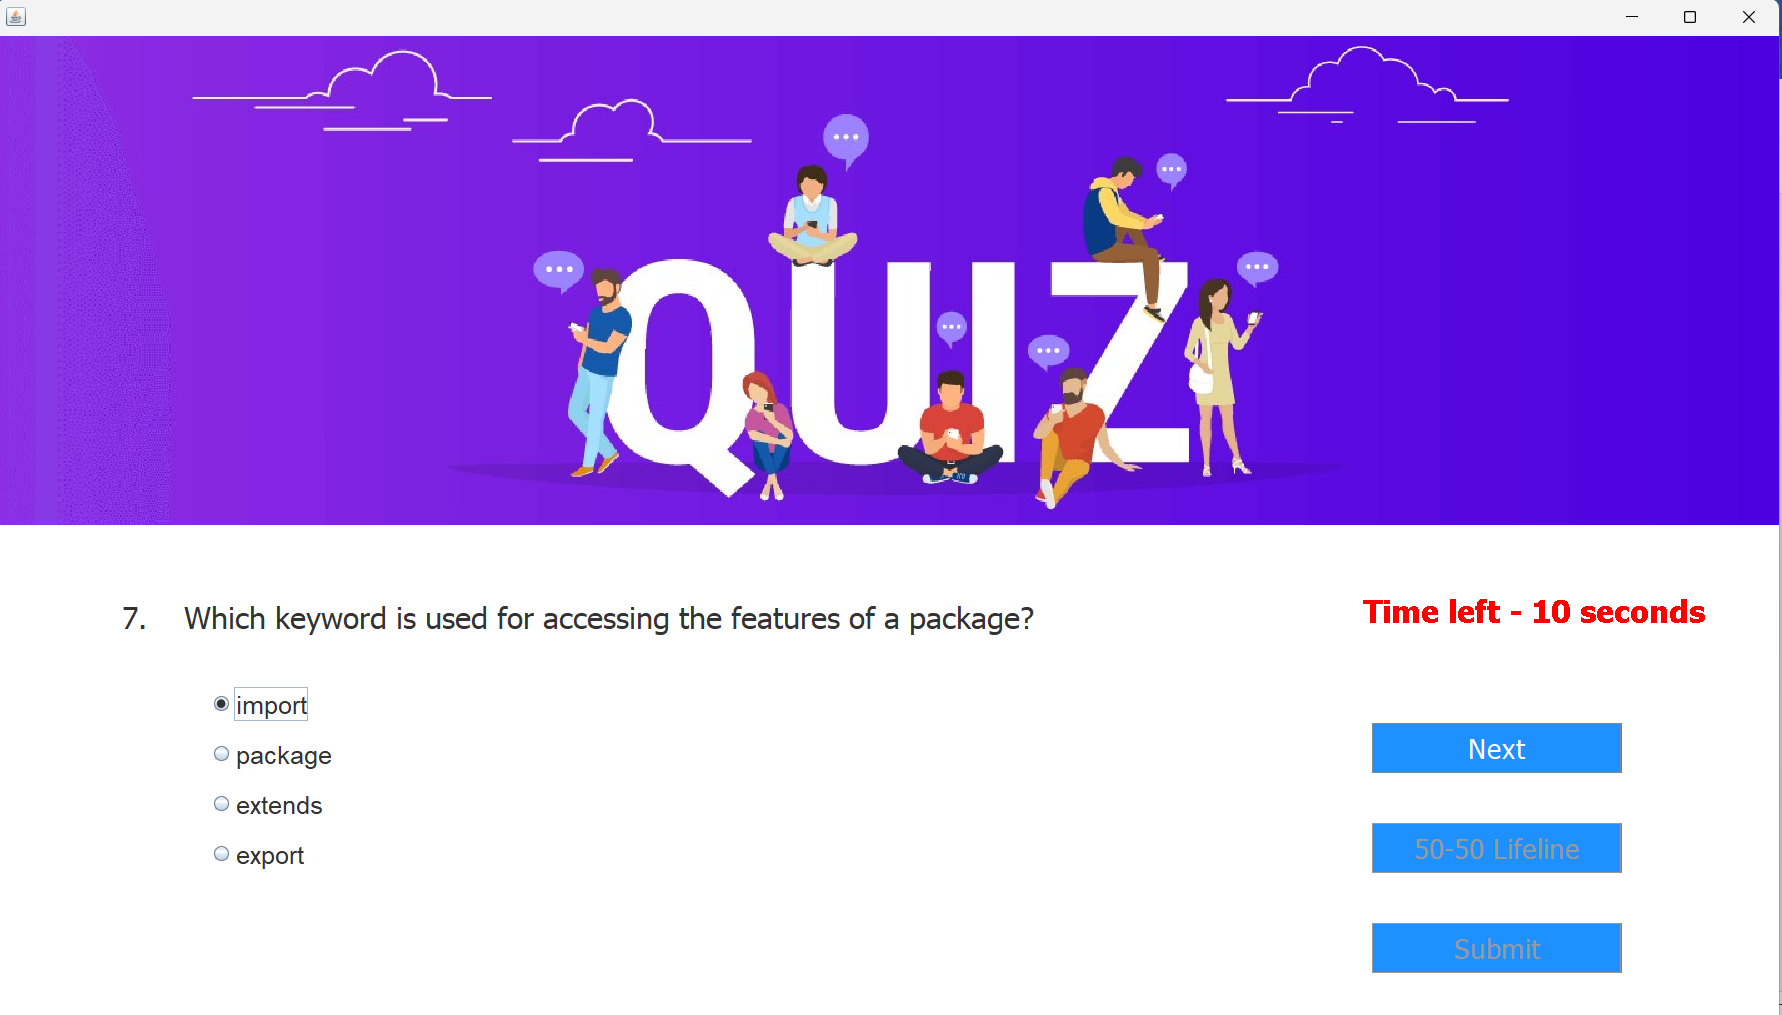 QUIZ
7. Which keyword is used for accessing the features of a package?
Time left - 10 seconds
import
package
extends
export
Next
50-50 Lifeline
Submit